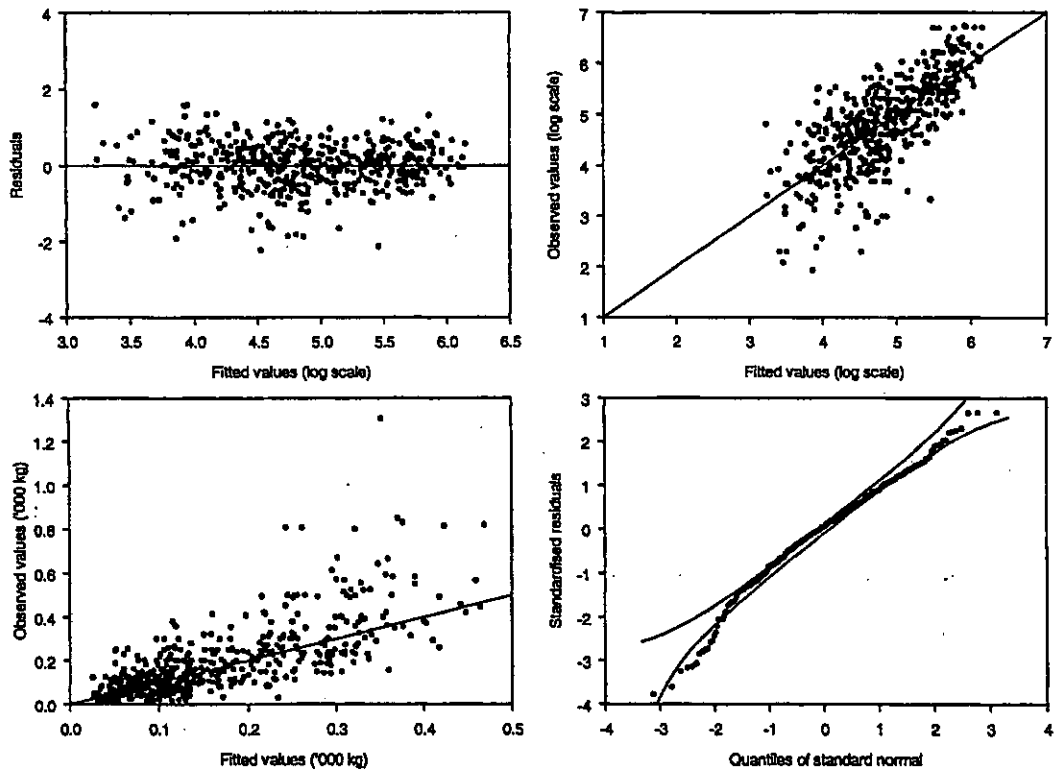 Residuals
4
2
0
-2
-4
3.0 3.5 4.0 4.5 5.0 5.5 6.0 6.5
Fitted values (log scale)
Observed values (log scale)
7
6
5
4
3
2
1
1 2 3 4 5 6 7
Fitted values (log scale)
Observed values ('000 kg)
1.4
1.2
1.0
0.8
0.6
0.4
0.2
0.0
0.0 0.1 0.2 0.3 0.4 0.5
Fitted values ('000 kg)
Standardised residuals
3
2
1
0
-1
-2
-3
-4
-4 -3 -2 -1 0 1 2 3 4
Quantiles of standard normal